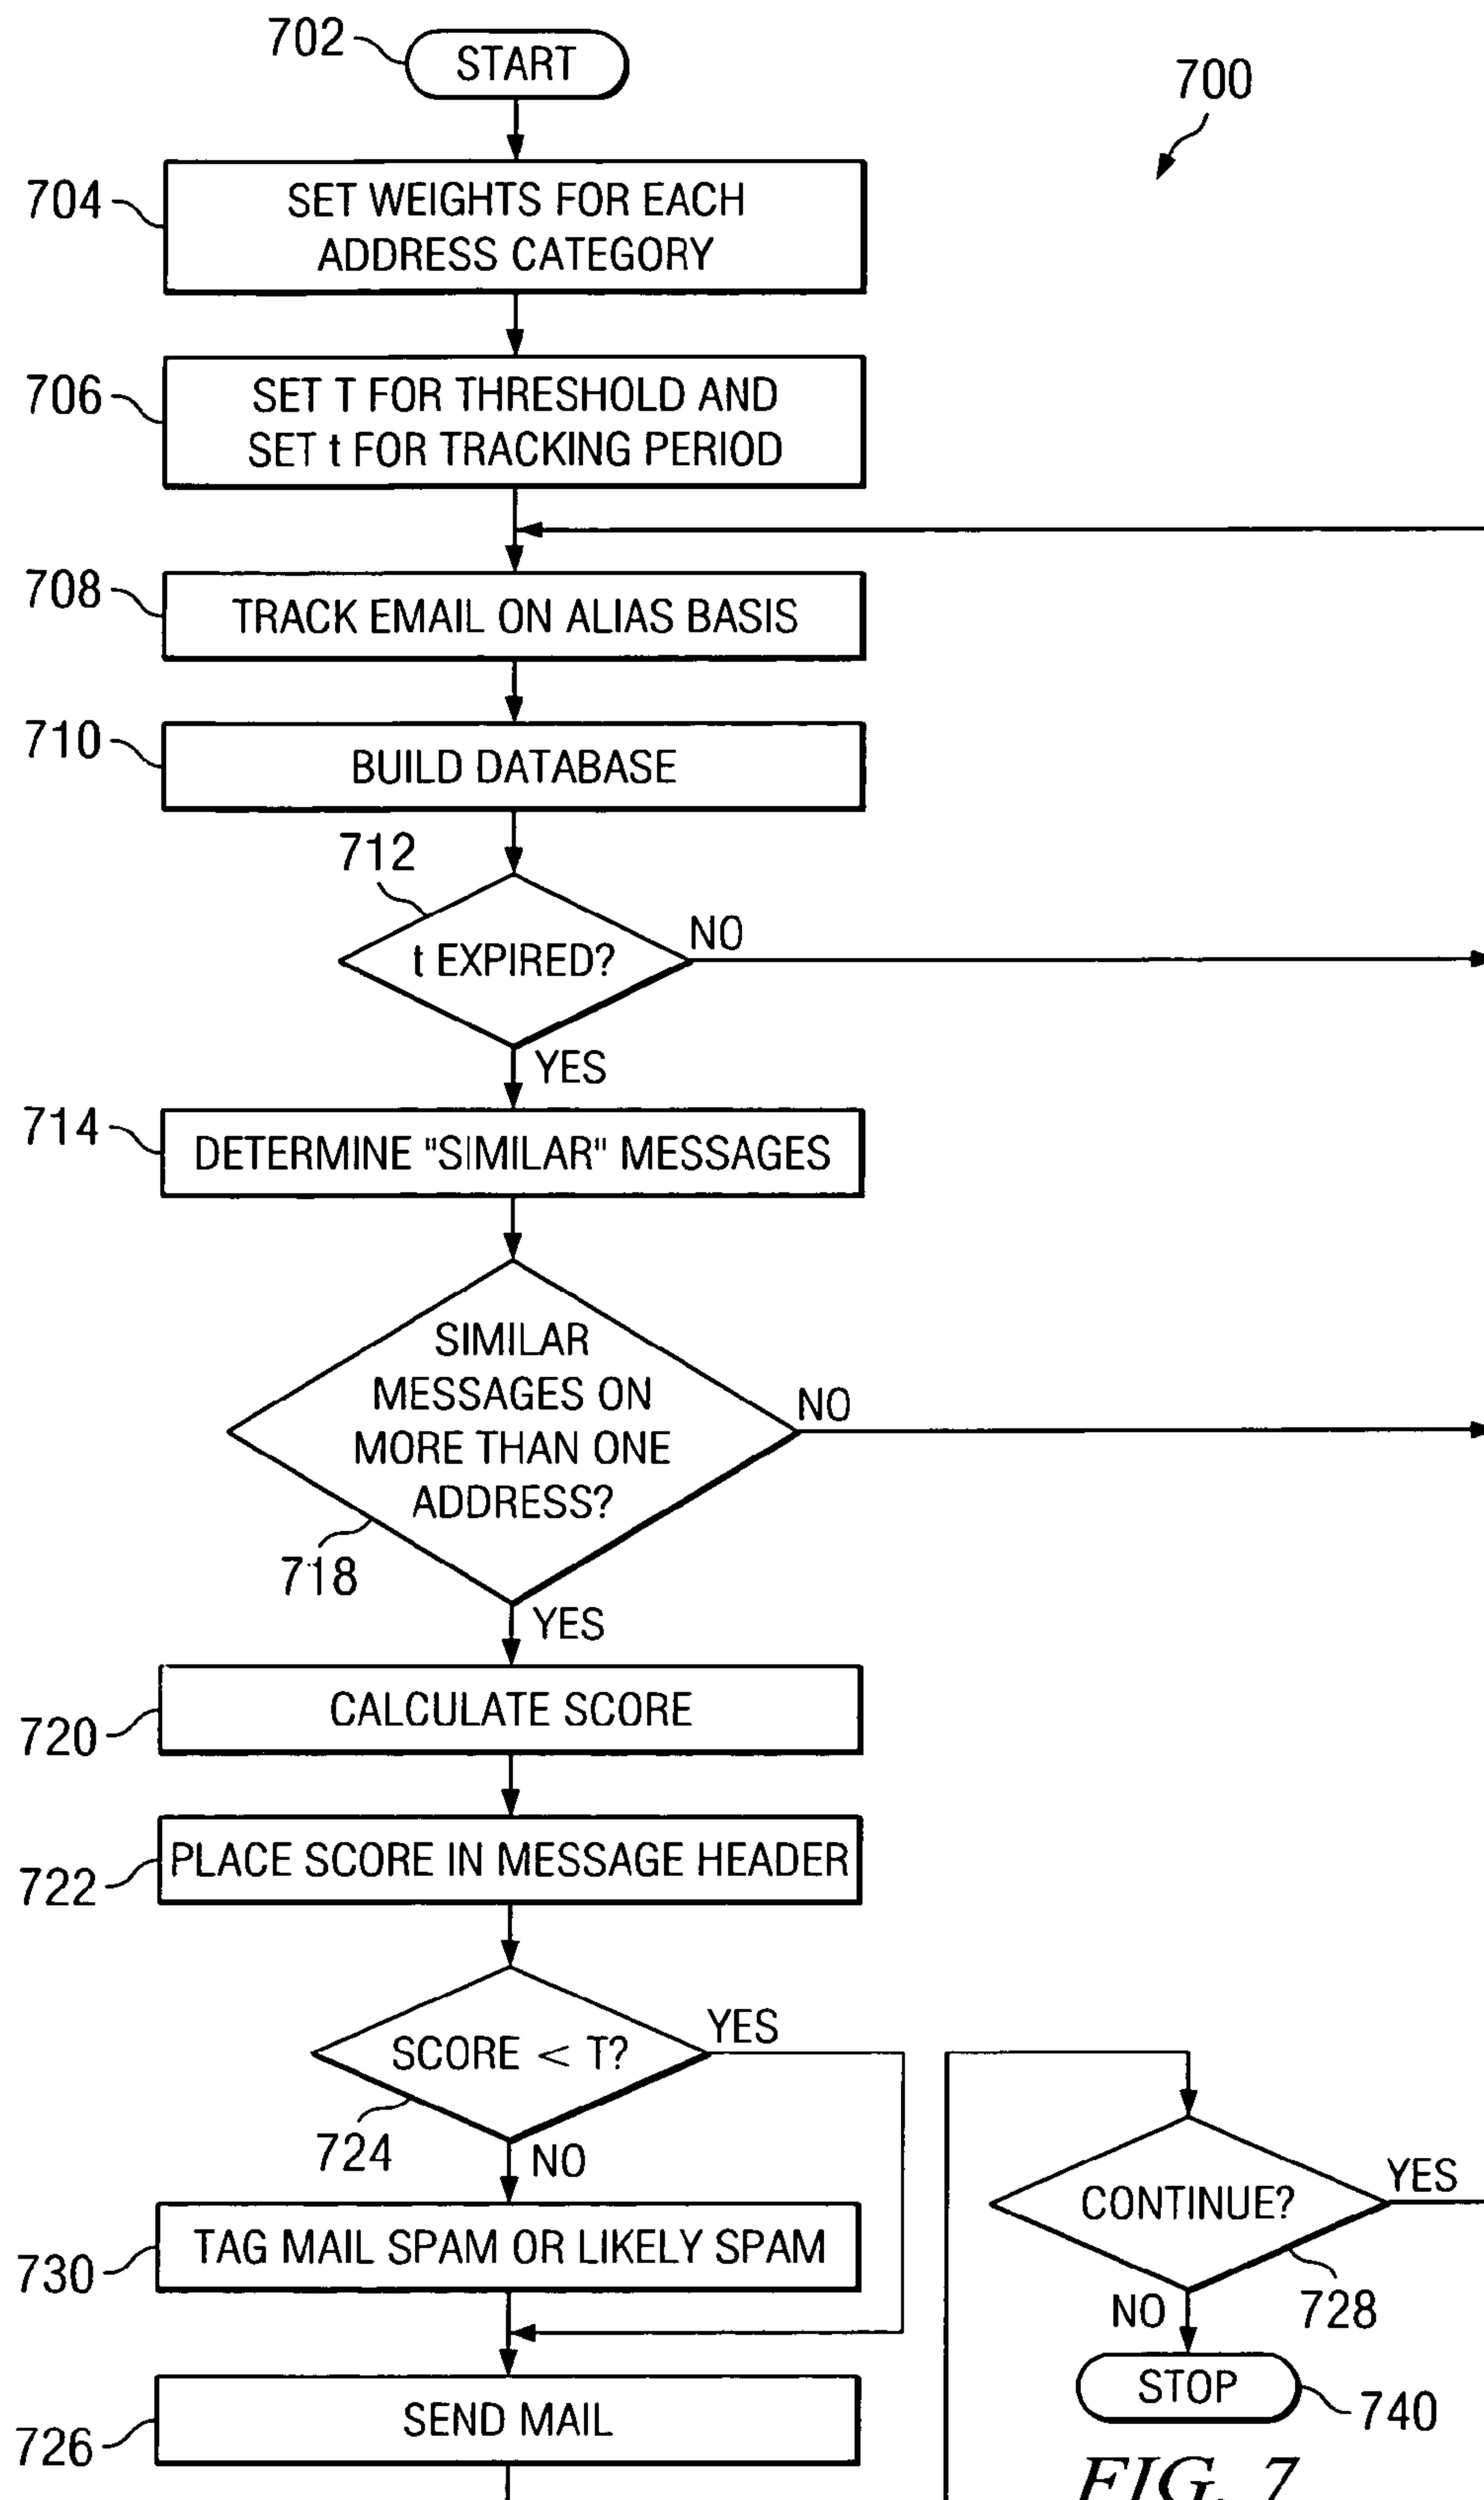 702
START
700
704
SET WEIGHTS FOR EACH
ADDRESS CATEGORY
706
SET T FOR THRESHOLD AND
SET t FOR TRACKING PERIOD
708
TRACK EMAIL ON ALIAS BASIS
710
BUILD DATABASE
712
t EXPIRED?
NO
YES
714
DETERMINE "SIMILAR" MESSAGES
SIMILAR
MESSAGES ON
MORE THAN ONE
ADDRESS?
NO
718
YES
720
CALCULATE SCORE
722
PLACE SCORE IN MESSAGE HEADER
SCORE < T?
YES
724
NO
730
TAG MAIL SPAM OR LIKELY SPAM
726
SEND MAIL
CONTINUE?
YES
728
NO
STOP
740
FIG. 7